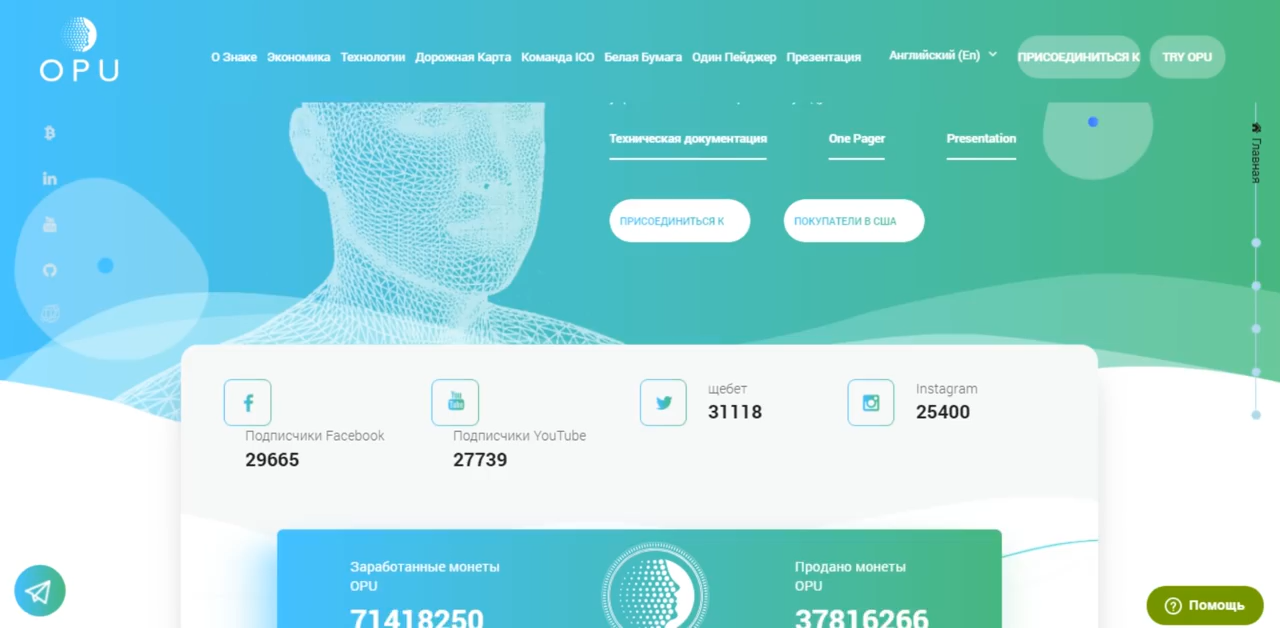 OPU
О Знаке Экономика Технологии Дорожная Карта Команда ICO Белая Бумага Один Пейджер Презентация Английский (En) ПРИСОЕДИНИТЬСЯ К TRY OPU
Техническая документация One Pager Presentation
Главная
ПРИСОЕДИНИТЬСЯ К ПОКУПАТЕЛИ В США
щебет
31118
Instagram
25400
Подписчики Facebook
29665
Подписчики YouTube
27739
Заработанные монеты
OPU
71418250
Продано монеты
OPU
37816266
Помощь